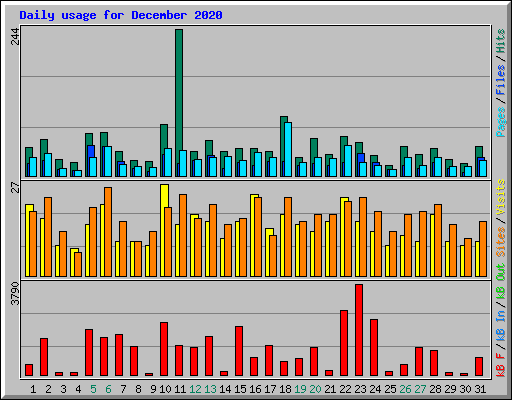 Daily usage for December 2020
244
27
3790
Pages / Files / Hits
Sites / Visits
kB F / kB In / kB Out
1 2 3 4 5 6 7 8 9 10 11 12 13 14 15 16 17 18 19 20 21 22 23 24 25 26 27 28 29 30 31